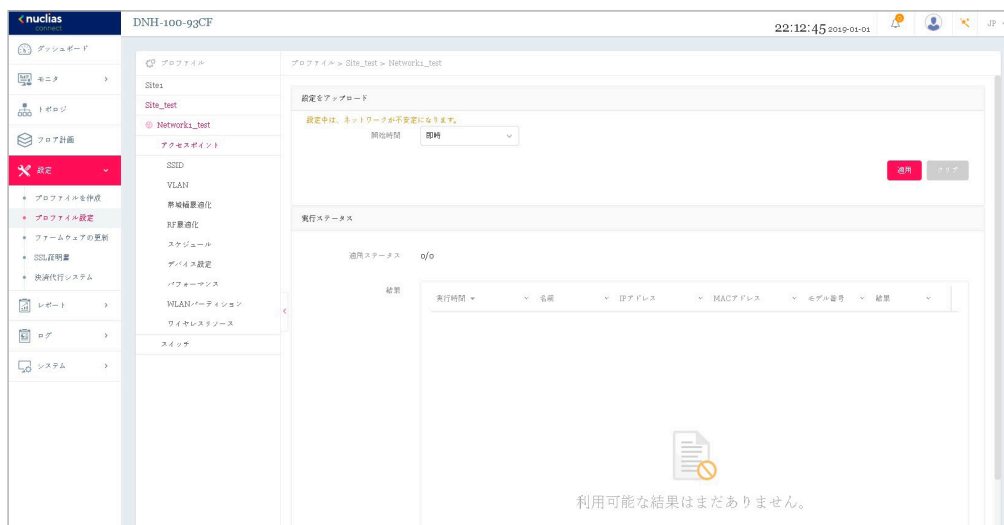 nuclias
connect
DNH-100-93CF
22:12:45 2019-01-01
JP
ダッシュボード
モニタ
トポロジ
フロア計画
設定
プロファイルを作成
プロファイル設定
ファームウェアの更新
SSL証明書
決済代行システム
レポート
ログ
システム
プロファイル
Site1
Site_test
Network1_test
アクセスポイント
SSID
VLAN
帯域幅最適化
RF最適化
スケジュール
デバイス設定
パフォーマンス
WLANパーティション
ワイヤレスリソース
スイッチ
プロファイル > Site_test > Network1_test
設定をアップロード
設定中は、ネットワークが不安定になります。
開始時間 即時
適用 クリア
実行ステータス
適用ステータス 0/0
結果
実行時間 名前 IPアドレス MACアドレス モデル番号 結果
利用可能な結果はまだありません。